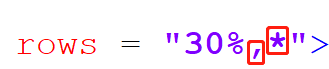 rows = "30%,*">